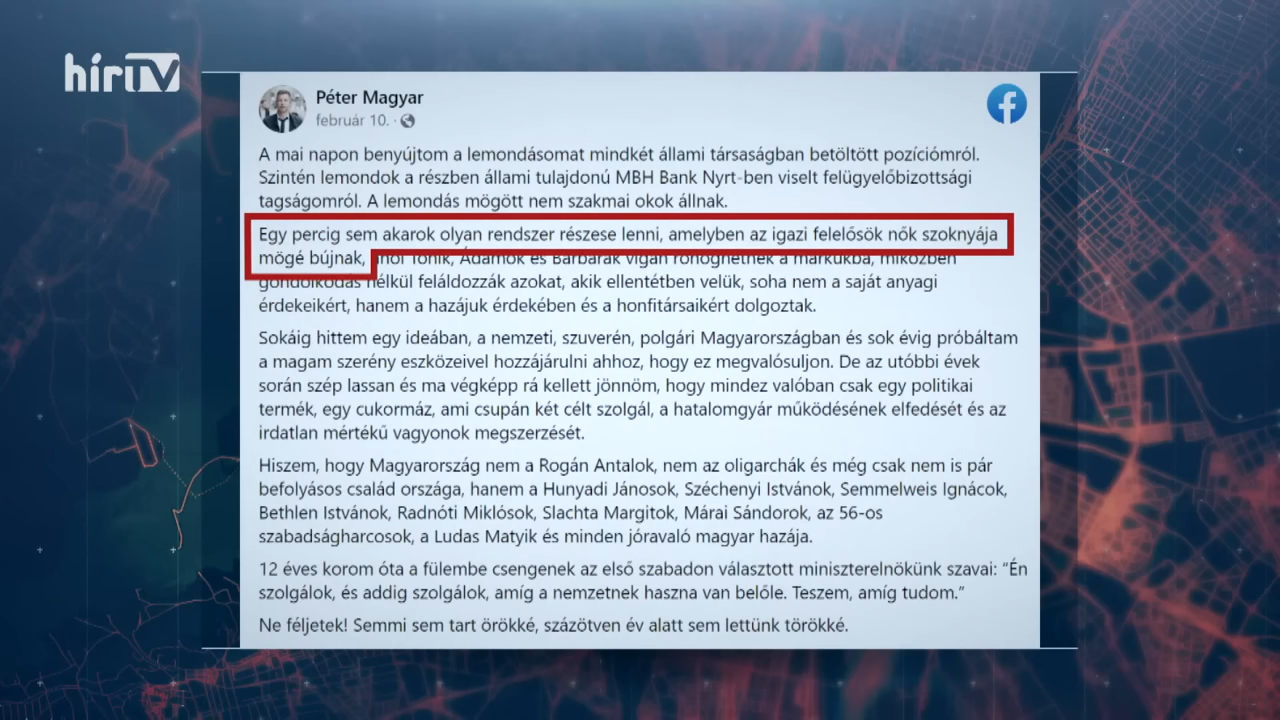 hírTV
Péter Magyar
február 10. ·
A mai napon benyújtom a lemondásomat mindkét állami társaságban betöltött pozíciómról.
Szintén lemondok a részben állami tulajdonú MBH Bank Nyrt-ben viselt felügyelőbizottsági
tagságomról. A lemondás mögött nem szakmai okok állnak.
Egy percig sem akarok olyan rendszer részese lenni, amelyben az igazi felelősök nők szoknyája
mögé bújnak, ahol Tónik, Ádámok és Barbarák vígan röhöghetnek a markukba, miközben
gondolkodás nélkül feláldozzák azokat, akik ellentétben velük, soha nem a saját anyagi
érdekeikért, hanem a hazájuk érdekében és a honfitársaikért dolgoztak.
Sokáig hittem egy ideában, a nemzeti, szuverén, polgári Magyarországban és sok évig próbáltam
a magam szerény eszközeivel hozzájárulni ahhoz, hogy ez megvalósuljon. De az utóbbi évek
során szép lassan és ma végképp rá kellett jönnöm, hogy mindez valóban csak egy politikai
termék, egy cukormáz, ami csupán két célt szolgál, a hatalomgyár működésének elfedését és az
irdatlan mértékű vagyonok megszerzését.
Hiszem, hogy Magyarország nem a Rogán Antalok, nem az oligarchák és még csak nem is pár
befolyásos család országa, hanem a Hunyadi Jánosok, Széchenyi Istvánok, Semmelweis Ignácok,
Bethlen Istvánok, Radnóti Miklósok, Slachta Margitok, Márai Sándorok, az 56-os
szabadságharcosok, a Ludas Matyik és minden jóravaló magyar hazája.
12 éves korom óta a fülembe csengenek az első szabadon választott miniszterelnökünk szavai: “Én
szolgálok, és addig szolgálok, amíg a nemzetnek haszna van belőle. Teszem, amíg tudom.”
Ne féljetek! Semmi sem tart örökké, százötven év alatt sem lettünk törökké.